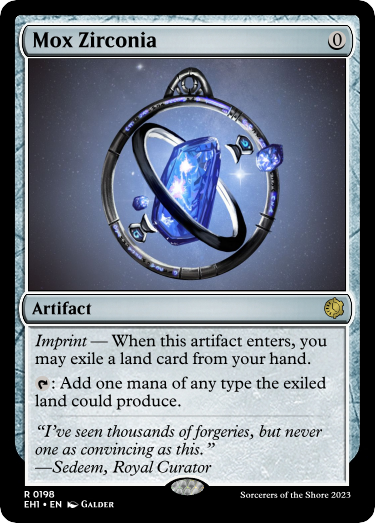 Mox Zirconia 0
Artifact
Imprint — When this artifact enters, you
may exile a land card from your hand.
: Add one mana of any type the exiled
land could produce.
“I’ve seen thousands of forgeries, but never
one as convincing as this.”
—Sedeem, Royal Curator
R 0198
EH1 • EN Galder
Sorcerers of the Shore 2023